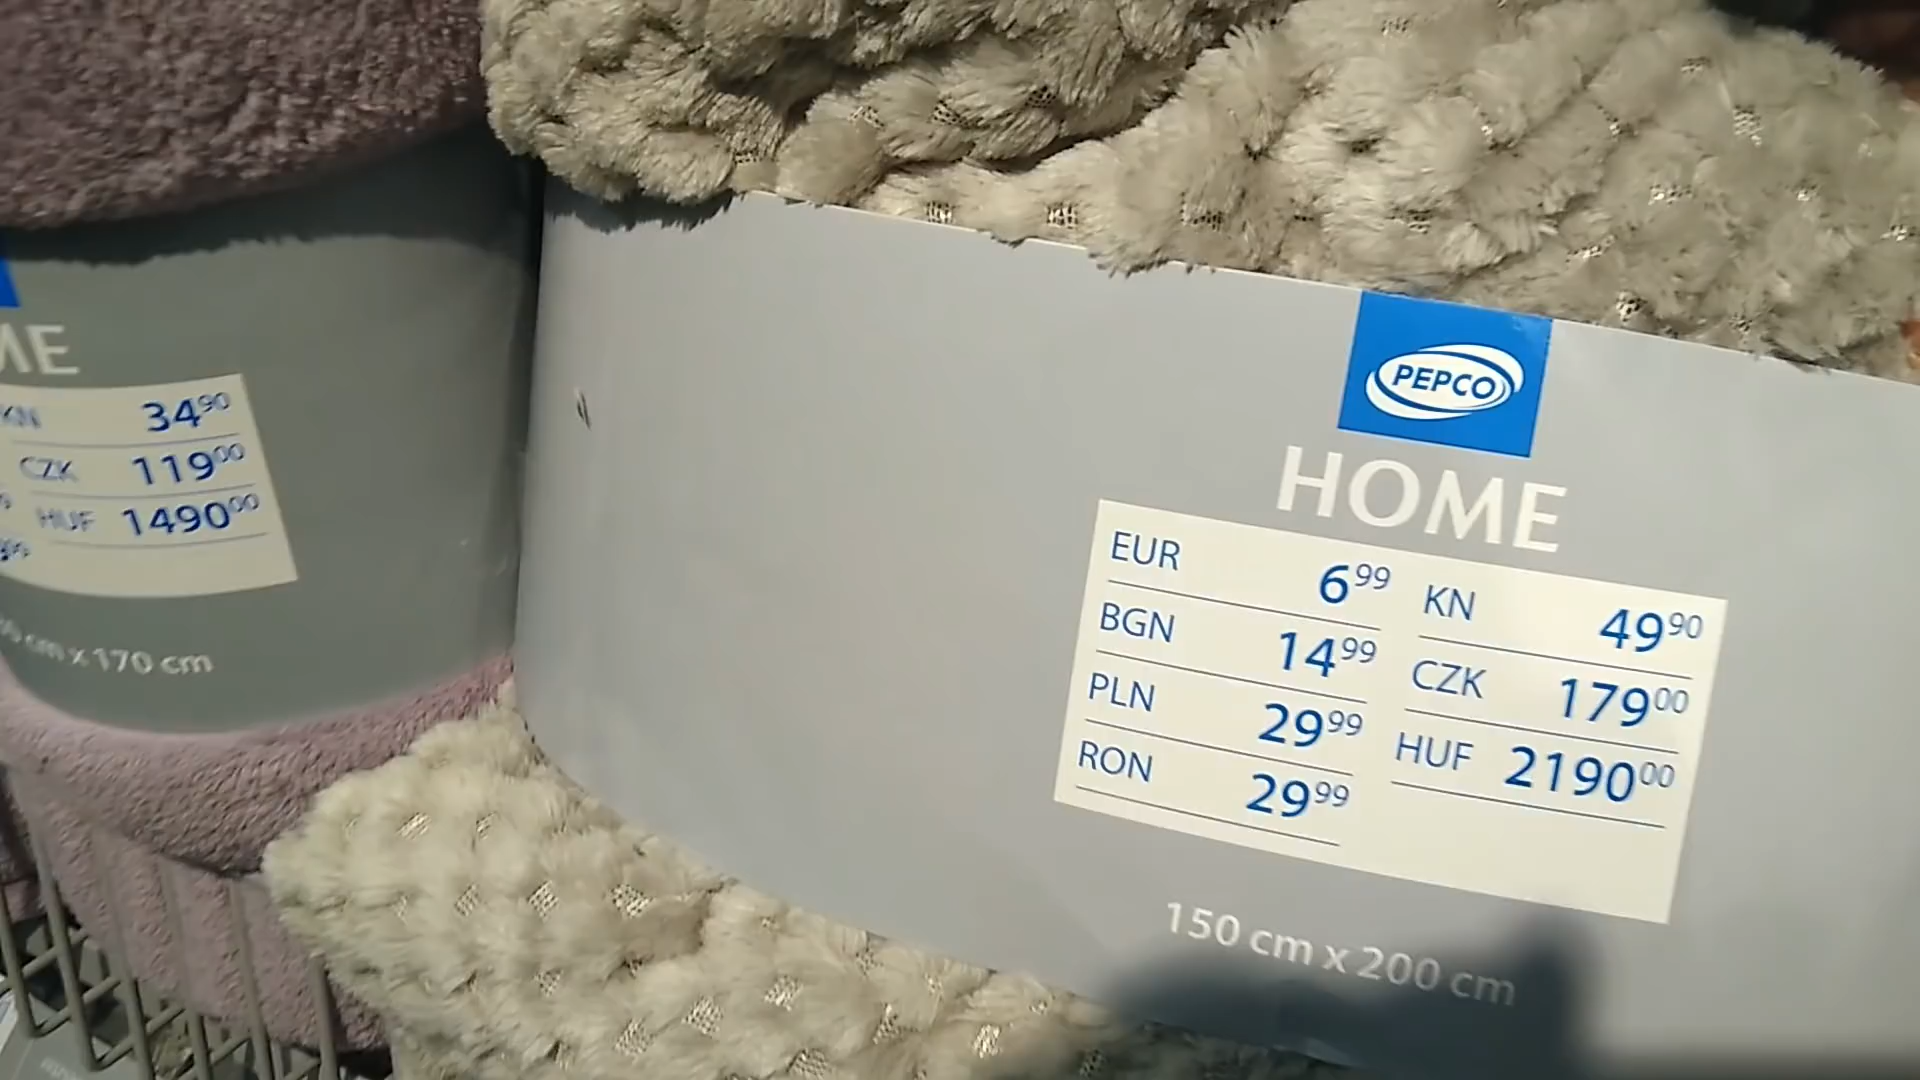 ME
KN 34⁹⁰
CZK 119⁰⁰
HUF 1490⁰⁰
cm x 170 cm
PEPCO
HOME
EUR 6⁹⁹ KN 49⁹⁰
BGN 14⁹⁹ CZK 179⁰⁰
PLN 29⁹⁹ HUF 2190⁰⁰
RON 29⁹⁹
150 cm x 200 cm